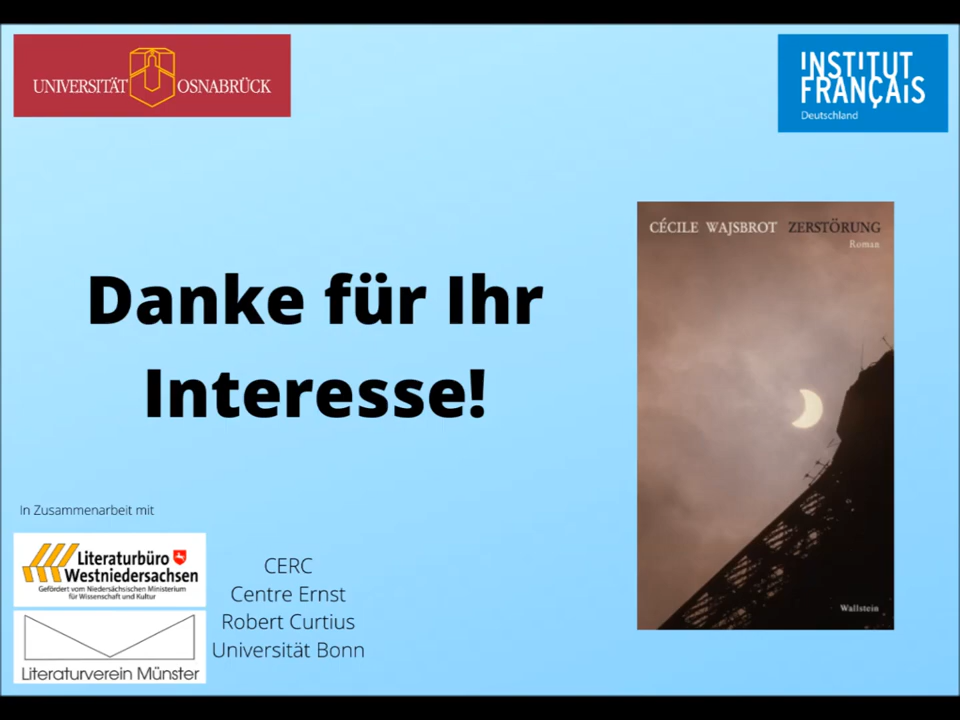 UNIVERSITÄT OSNABRÜCK
INSTITUT
FRANÇAIS
Deutschland
CÉCILE WAJSBROT ZERSTÖRUNG
Roman
Danke für Ihr
Interesse!
Wallstein
In Zusammenarbeit mit
Literaturbüro
Westniedersachsen
Gefördert vom Niedersächsischen Ministerium
für Wissenschaft und Kultur
Literaturverein Münster
CERC
Centre Ernst
Robert Curtius
Universität Bonn